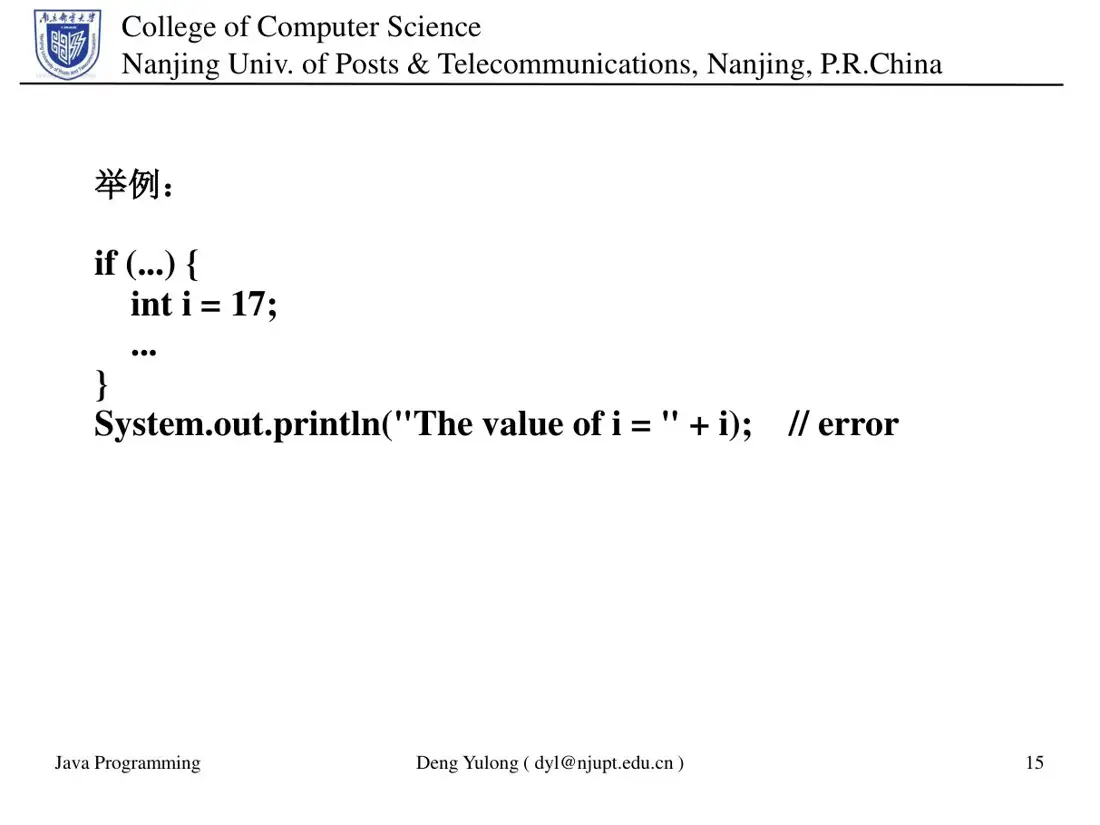 College of Computer Science
Nanjing Univ. of Posts & Telecommunications, Nanjing, P.R.China
举例：
if (...) {
int i = 17;
...
}
System.out.println("The value of i = " + i);    // error
Java Programming
Deng Yulong ( dyl@njupt.edu.cn )
15